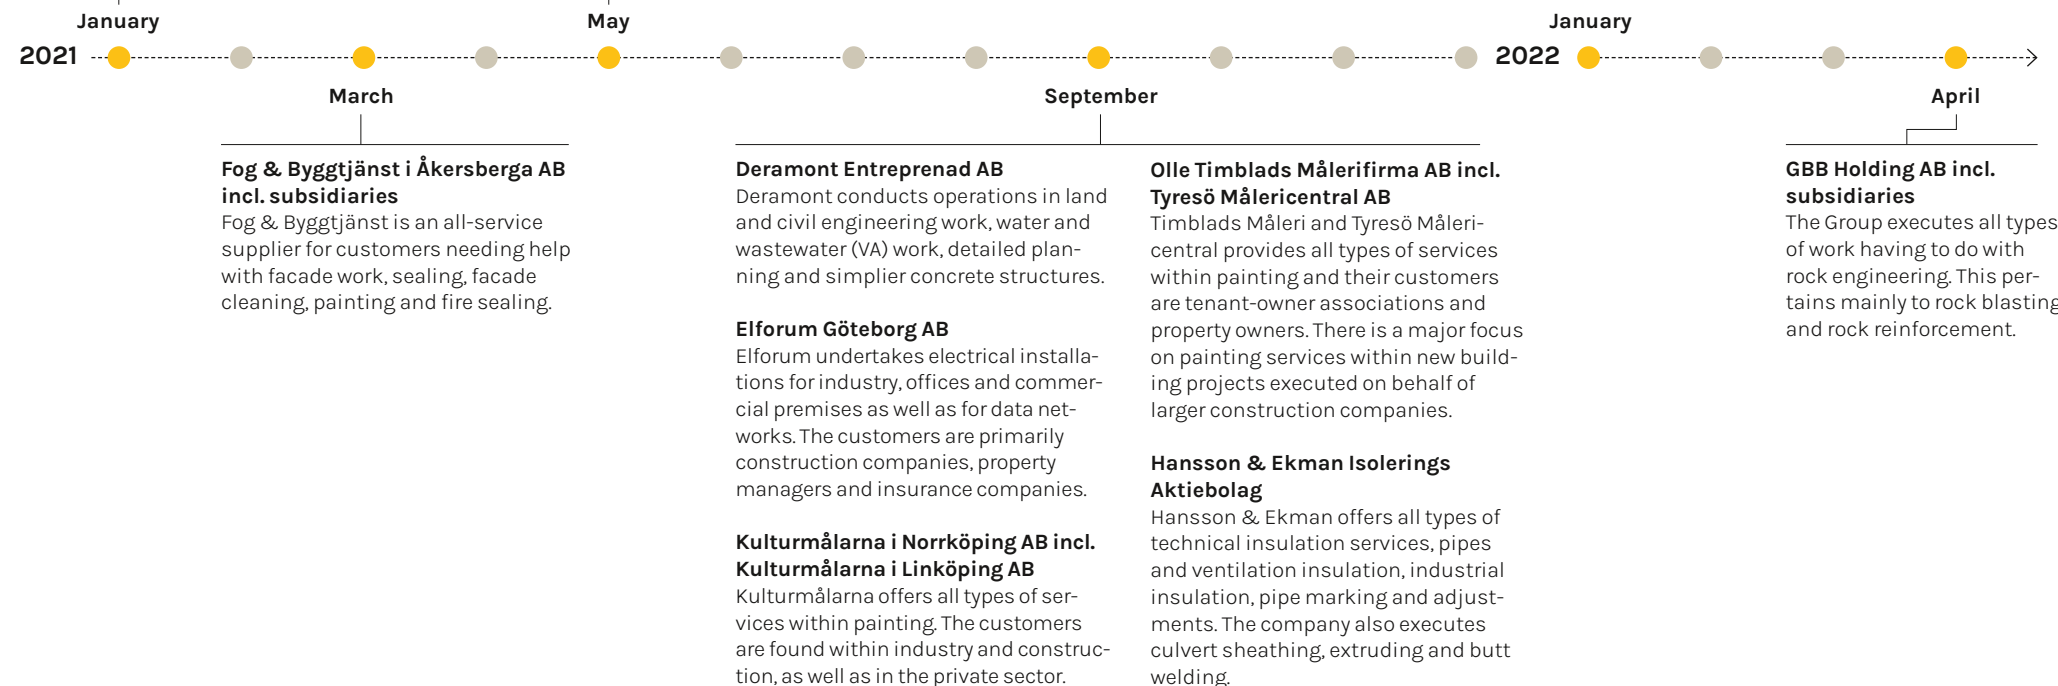 January
May
January
2021
2022
March
September
April
Fog & Byggtjänst i Åkersberga AB
incl. subsidiaries
Fog & Byggtjänst is an all-service
supplier for customers needing help
with facade work, sealing, facade
cleaning, painting and fire sealing.
Deramont Entreprenad AB
Deramont conducts operations in land
and civil engineering work, water and
wastewater (VA) work, detailed plan-
ning and simplier concrete structures.
Elforum Göteborg AB
Elforum undertakes electrical installa-
tions for industry, offices and commer-
cial premises as well as for data net-
works. The customers are primarily
construction companies, property
managers and insurance companies.
Kulturmålarna i Norrköping AB incl.
Kulturmålarna i Linköping AB
Kulturmålarna offers all types of ser-
vices within painting. The customers
are found within industry and construc-
tion, as well as in the private sector.
Olle Timblads Målerifirma AB incl.
Tyresö Målericentral AB
Timblads Måleri and Tyresö Måleri-
central provides all types of services
within painting and their customers
are tenant-owner associations and
property owners. There is a major focus
on painting services within new build-
ing projects executed on behalf of
larger construction companies.
Hansson & Ekman Isolerings
Aktiebolag
Hansson & Ekman offers all types of
technical insulation services, pipes
and ventilation insulation, industrial
insulation, pipe marking and adjust-
ments. The company also executes
culvert sheathing, extruding and butt
welding.
GBB Holding AB incl.
subsidiaries
The Group executes all types
of work having to do with
rock engineering. This per-
tains mainly to rock blasting
and rock reinforcement.